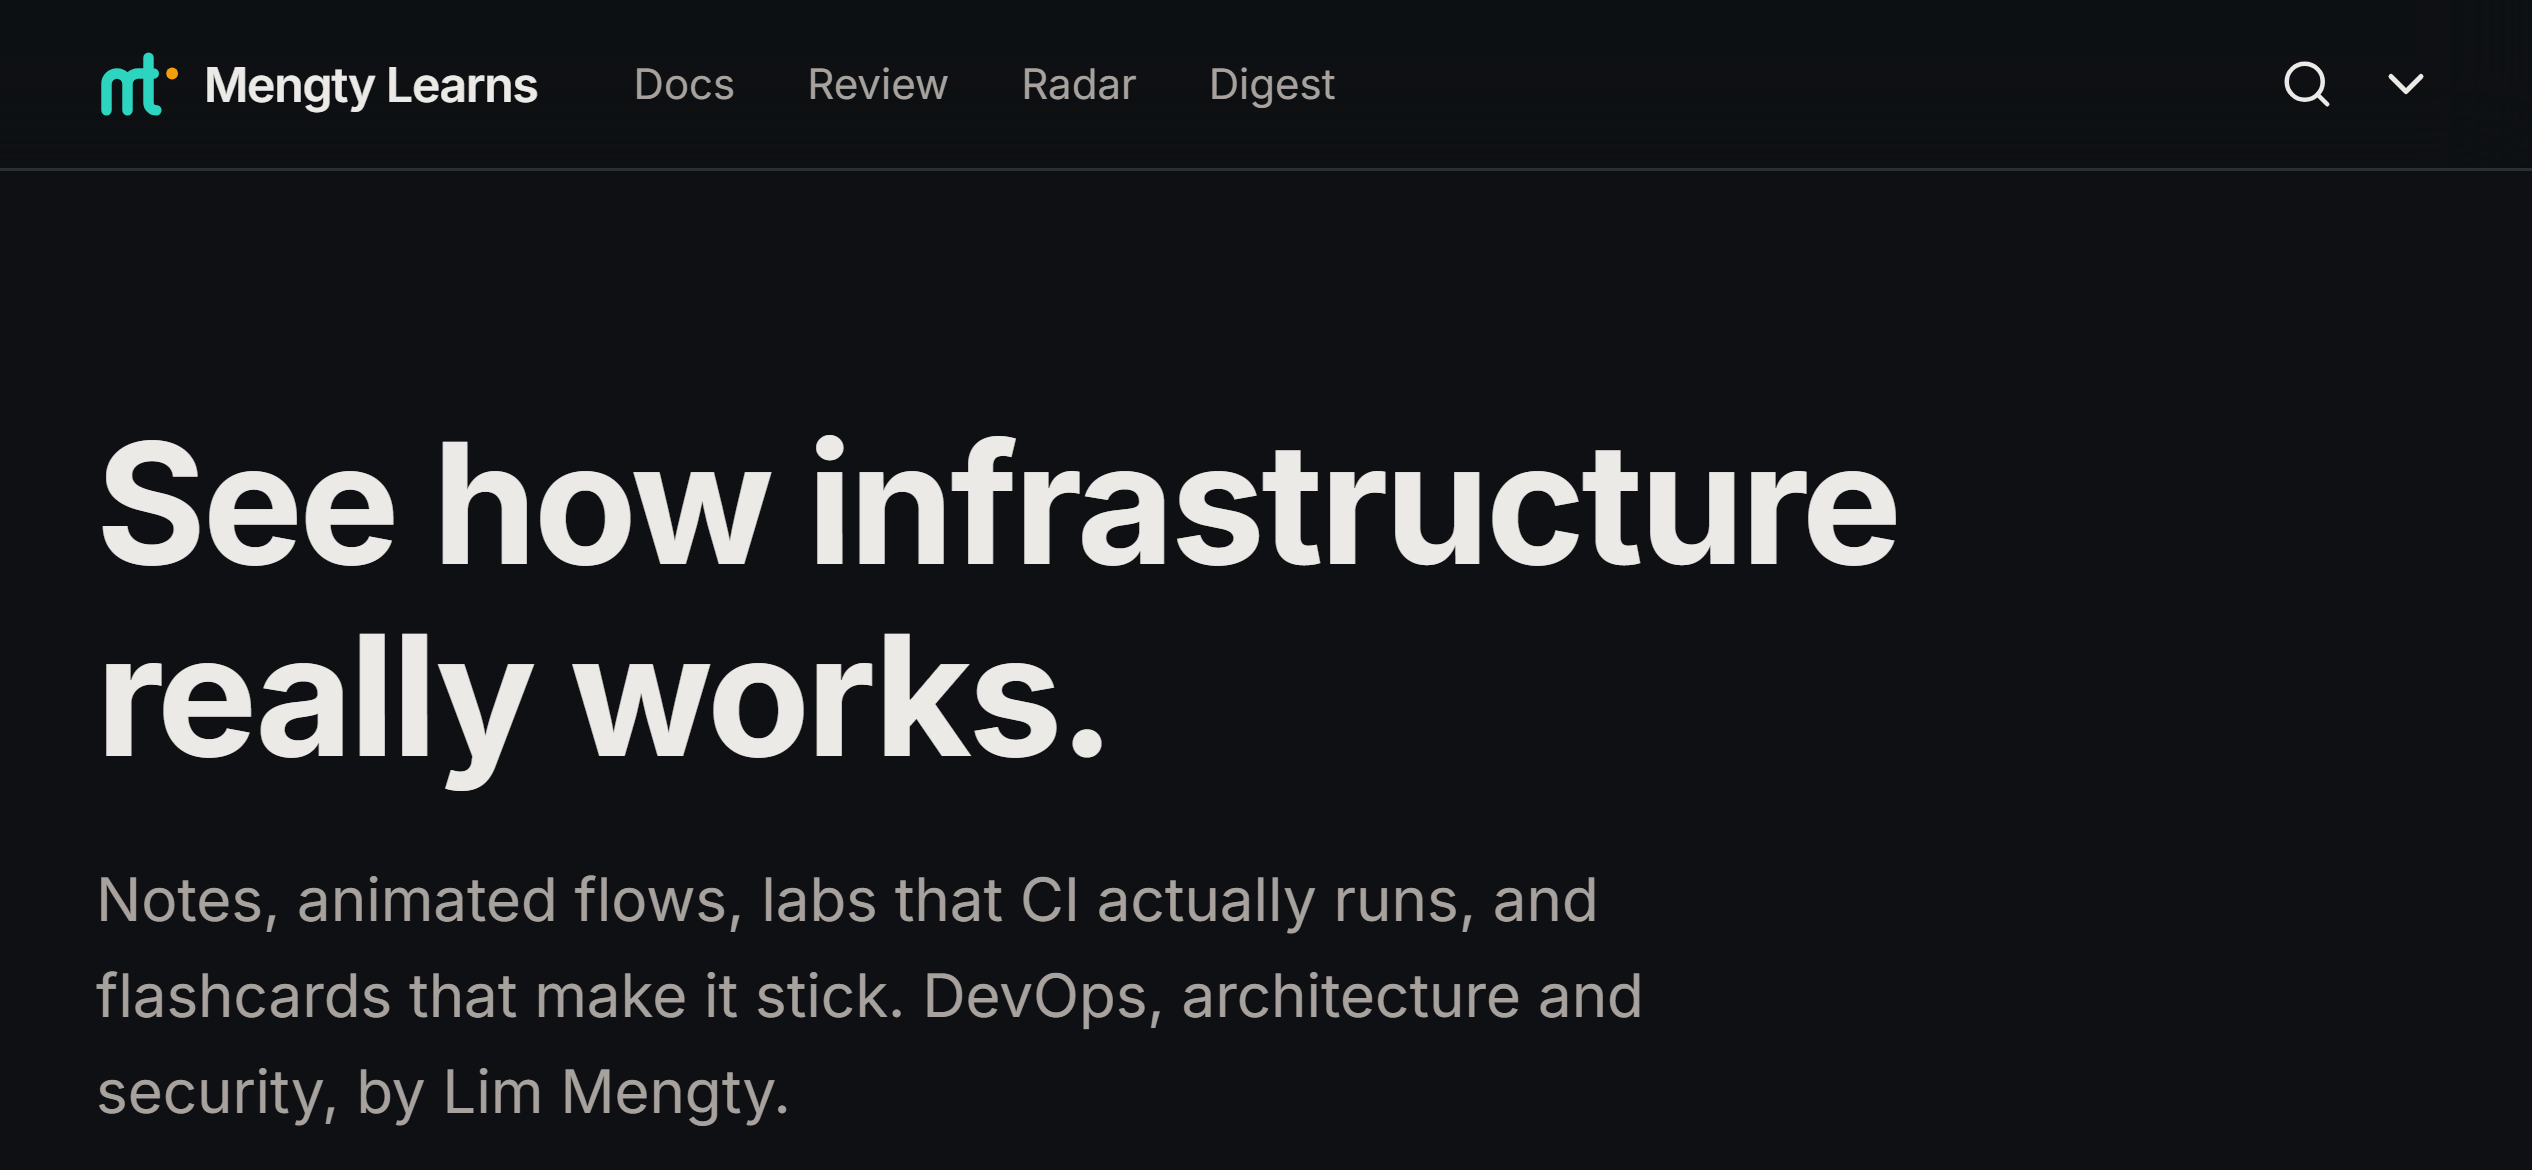 mt
Mengty Learns Docs Review Radar Digest
See how infrastructure
really works.
Notes, animated flows, labs that CI actually runs, and
flashcards that make it stick. DevOps, architecture and
security, by Lim Mengty.